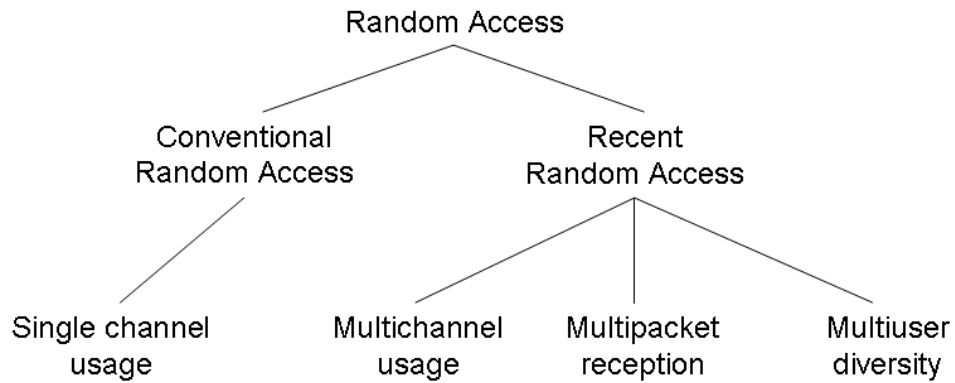 Random Access
Conventional
Random Access
Recent
Random Access
Single channel
usage
Multichannel
usage
Multipacket
reception
Multiuser
diversity